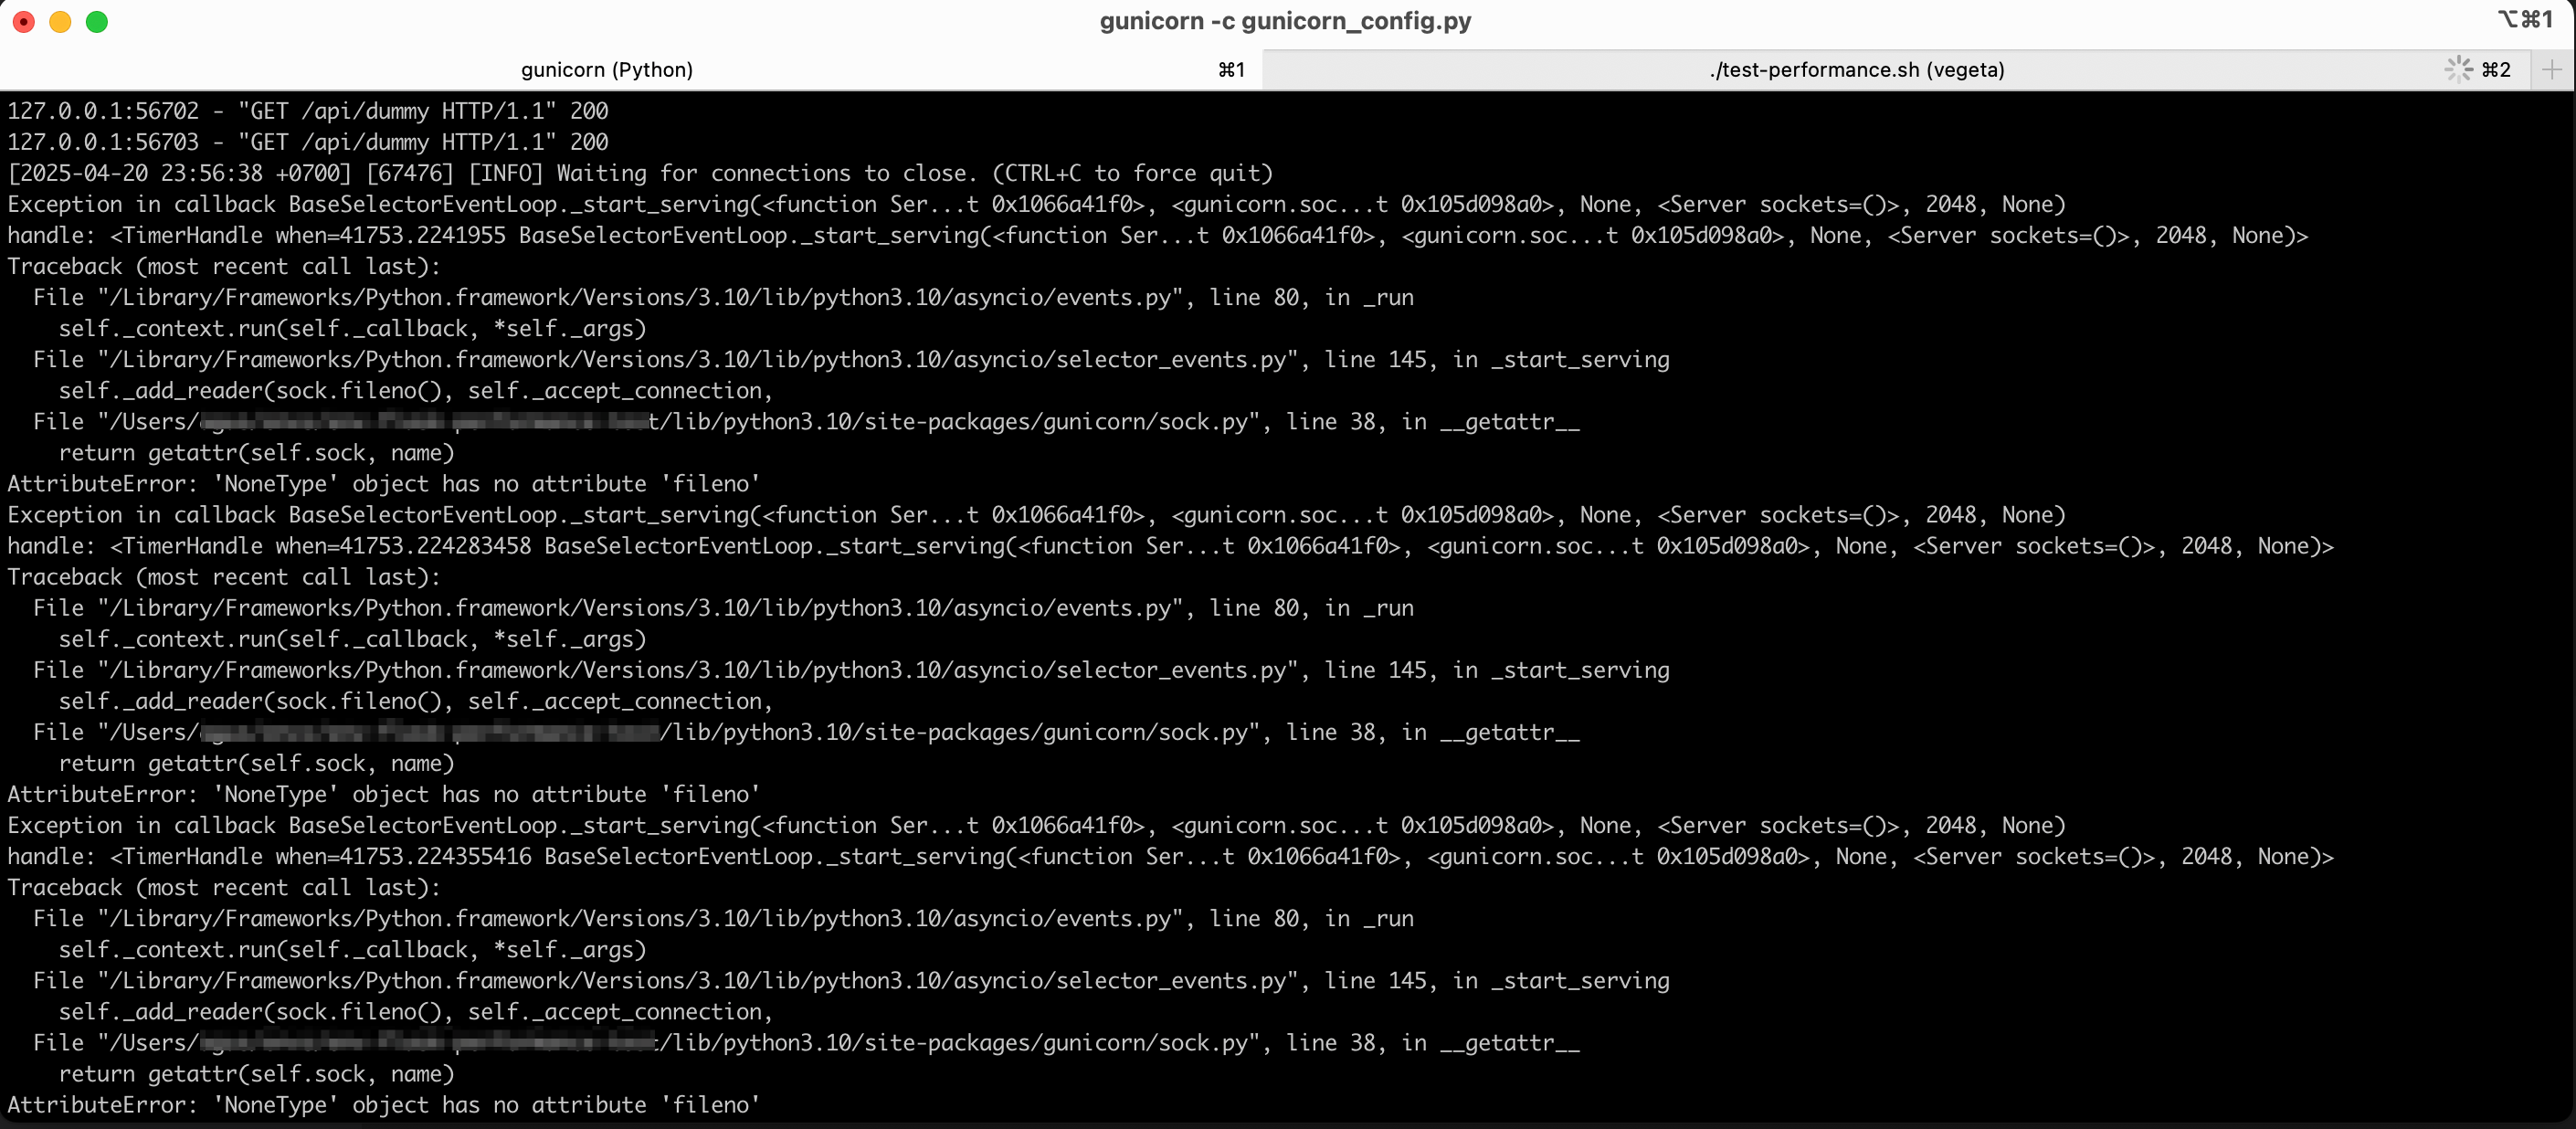 gunicorn -c gunicorn_config.py
⌥⌘1
gunicorn (Python)
⌘1
./test-performance.sh (vegeta)
⌘2
127.0.0.1:56702 - "GET /api/dummy HTTP/1.1" 200
127.0.0.1:56703 - "GET /api/dummy HTTP/1.1" 200
[2025-04-20 23:56:38 +0700] [67476] [INFO] Waiting for connections to close. (CTRL+C to force quit)
Exception in callback BaseSelectorEventLoop._start_serving(<function Ser...t 0x1066a41f0>, <gunicorn.soc...t 0x105d098a0>, None, <Server sockets=()>, 2048, None)
handle: <TimerHandle when=41753.2241955 BaseSelectorEventLoop._start_serving(<function Ser...t 0x1066a41f0>, <gunicorn.soc...t 0x105d098a0>, None, <Server sockets=()>, 2048, None)>
Traceback (most recent call last):
  File "/Library/Frameworks/Python.framework/Versions/3.10/lib/python3.10/asyncio/events.py", line 80, in _run
    self._context.run(self._callback, *self._args)
  File "/Library/Frameworks/Python.framework/Versions/3.10/lib/python3.10/asyncio/selector_events.py", line 145, in _start_serving
    self._add_reader(sock.fileno(), self._accept_connection,
  File "/Users/ t/lib/python3.10/site-packages/gunicorn/sock.py", line 38, in __getattr__
    return getattr(self.sock, name)
AttributeError: 'NoneType' object has no attribute 'fileno'
Exception in callback BaseSelectorEventLoop._start_serving(<function Ser...t 0x1066a41f0>, <gunicorn.soc...t 0x105d098a0>, None, <Server sockets=()>, 2048, None)
handle: <TimerHandle when=41753.224283458 BaseSelectorEventLoop._start_serving(<function Ser...t 0x1066a41f0>, <gunicorn.soc...t 0x105d098a0>, None, <Server sockets=()>, 2048, None)>
Traceback (most recent call last):
  File "/Library/Frameworks/Python.framework/Versions/3.10/lib/python3.10/asyncio/events.py", line 80, in _run
    self._context.run(self._callback, *self._args)
  File "/Library/Frameworks/Python.framework/Versions/3.10/lib/python3.10/asyncio/selector_events.py", line 145, in _start_serving
    self._add_reader(sock.fileno(), self._accept_connection,
  File "/Users/ /lib/python3.10/site-packages/gunicorn/sock.py", line 38, in __getattr__
    return getattr(self.sock, name)
AttributeError: 'NoneType' object has no attribute 'fileno'
Exception in callback BaseSelectorEventLoop._start_serving(<function Ser...t 0x1066a41f0>, <gunicorn.soc...t 0x105d098a0>, None, <Server sockets=()>, 2048, None)
handle: <TimerHandle when=41753.224355416 BaseSelectorEventLoop._start_serving(<function Ser...t 0x1066a41f0>, <gunicorn.soc...t 0x105d098a0>, None, <Server sockets=()>, 2048, None)>
Traceback (most recent call last):
  File "/Library/Frameworks/Python.framework/Versions/3.10/lib/python3.10/asyncio/events.py", line 80, in _run
    self._context.run(self._callback, *self._args)
  File "/Library/Frameworks/Python.framework/Versions/3.10/lib/python3.10/asyncio/selector_events.py", line 145, in _start_serving
    self._add_reader(sock.fileno(), self._accept_connection,
  File "/Users/ /lib/python3.10/site-packages/gunicorn/sock.py", line 38, in __getattr__
    return getattr(self.sock, name)
AttributeError: 'NoneType' object has no attribute 'fileno'